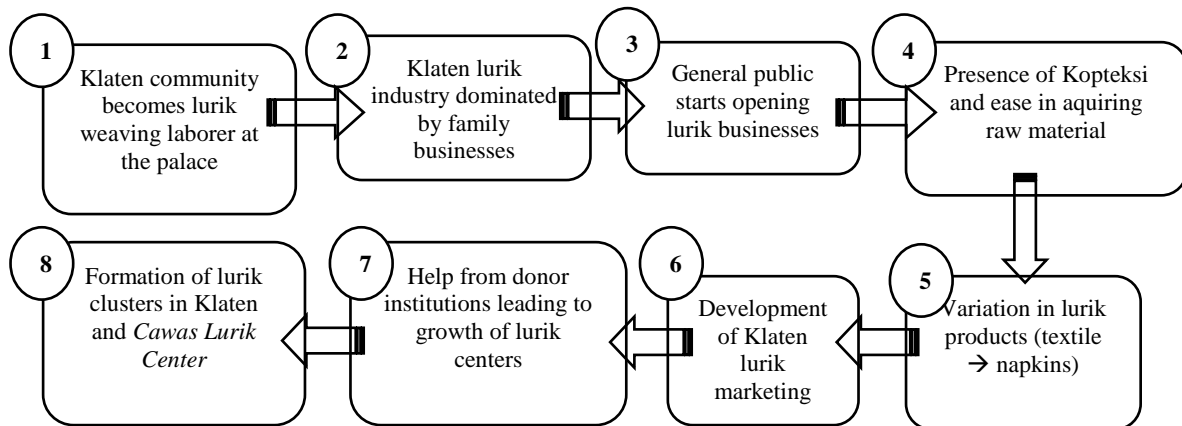 1
Klaten community
becomes lurik
weaving laborer at
the palace
2
Klaten lurik
industry dominated
by family
businesses
3
General public
starts opening
lurik businesses
4
Presence of Kopteksi
and ease in aquiring
raw material
5
Variation in lurik
products (textile
→ napkins)
6
Development
of Klaten
lurik
marketing
7
Help from donor
institutions leading to
growth of lurik
centers
8
Formation of lurik
clusters in Klaten
and Cawas Lurik
Center